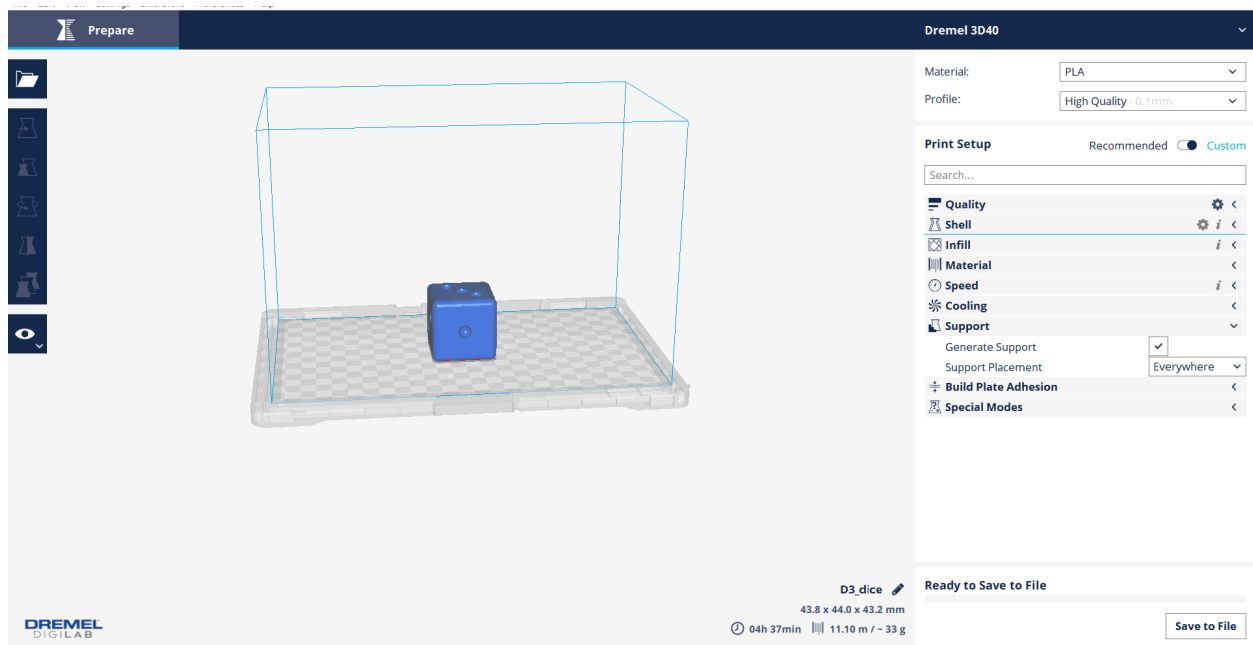 Prepare
Dremel 3D40
Material:
PLA
Profile:
High Quality - 0.1mm
Print Setup
Recommended
Custom
Search...
Quality
Shell
i
Infill
i
Material
Speed
i
Cooling
Support
Generate Support
Support Placement
Everywhere
Build Plate Adhesion
Special Modes
D3_dice
43.8 x 44.0 x 43.2 mm
04h 37min
11.10 m / ~ 33 g
Ready to Save to File
Save to File
DREMEL
DIGILAB